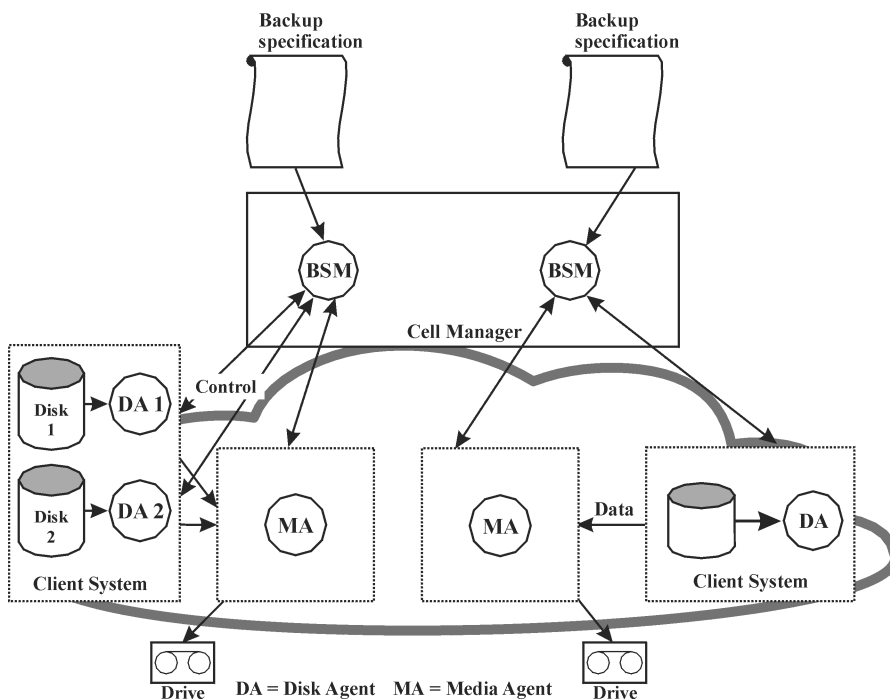 Backup
specification
Backup
specification
BSM
BSM
Cell Manager
Control
Disk
1
DA 1
Disk
2
DA 2
Client System
MA
MA
Data
DA
Client System
Drive
DA = Disk Agent MA = Media Agent
Drive